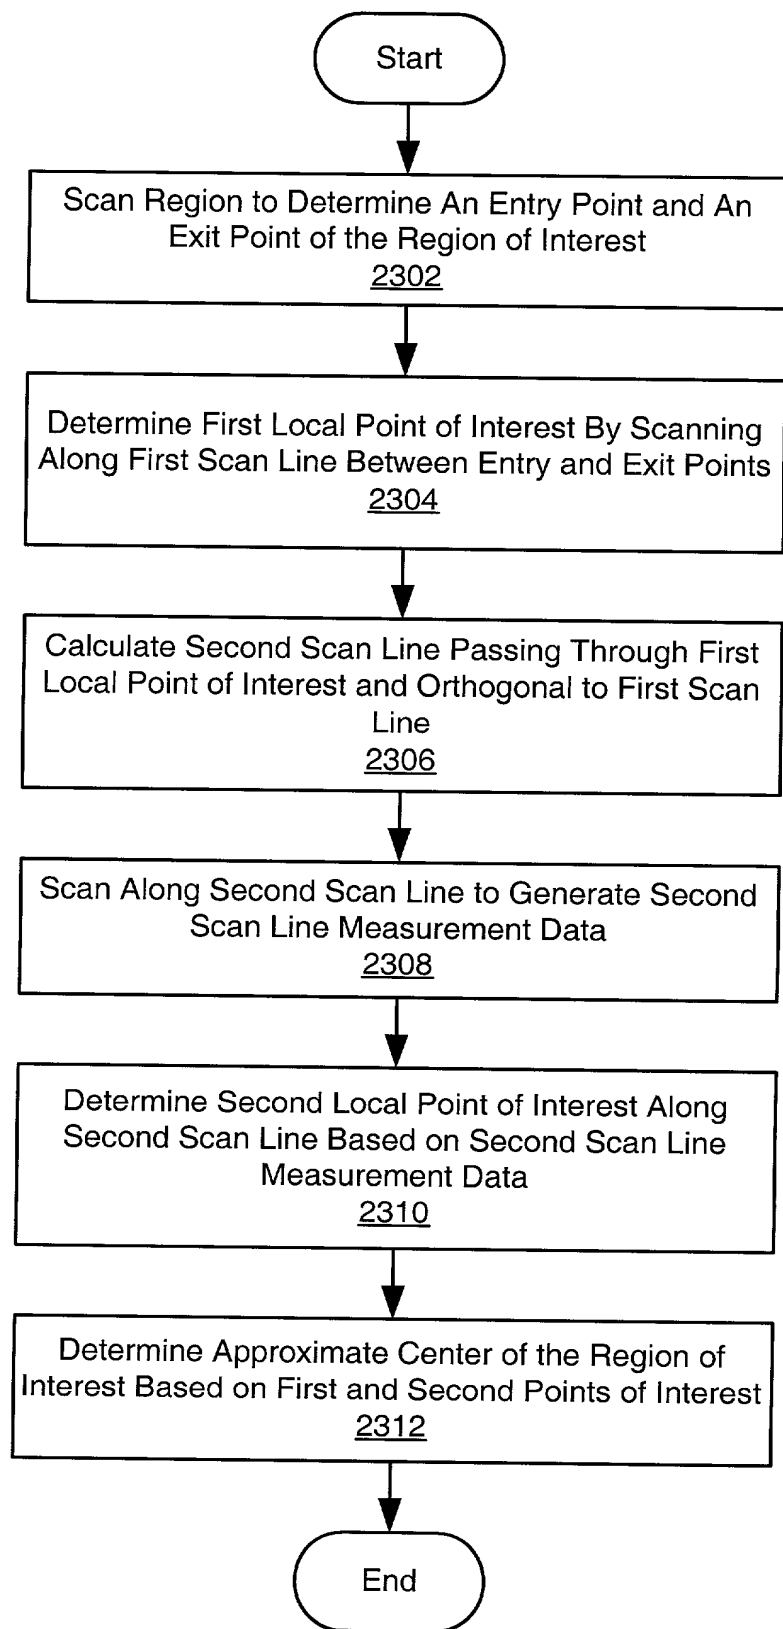 Start
Scan Region to Determine An Entry Point and An
Exit Point of the Region of Interest
2302
Determine First Local Point of Interest By Scanning
Along First Scan Line Between Entry and Exit Points
2304
Calculate Second Scan Line Passing Through First
Local Point of Interest and Orthogonal to First Scan
Line
2306
Scan Along Second Scan Line to Generate Second
Scan Line Measurement Data
2308
Determine Second Local Point of Interest Along
Second Scan Line Based on Second Scan Line
Measurement Data
2310
Determine Approximate Center of the Region of
Interest Based on First and Second Points of Interest
2312
End